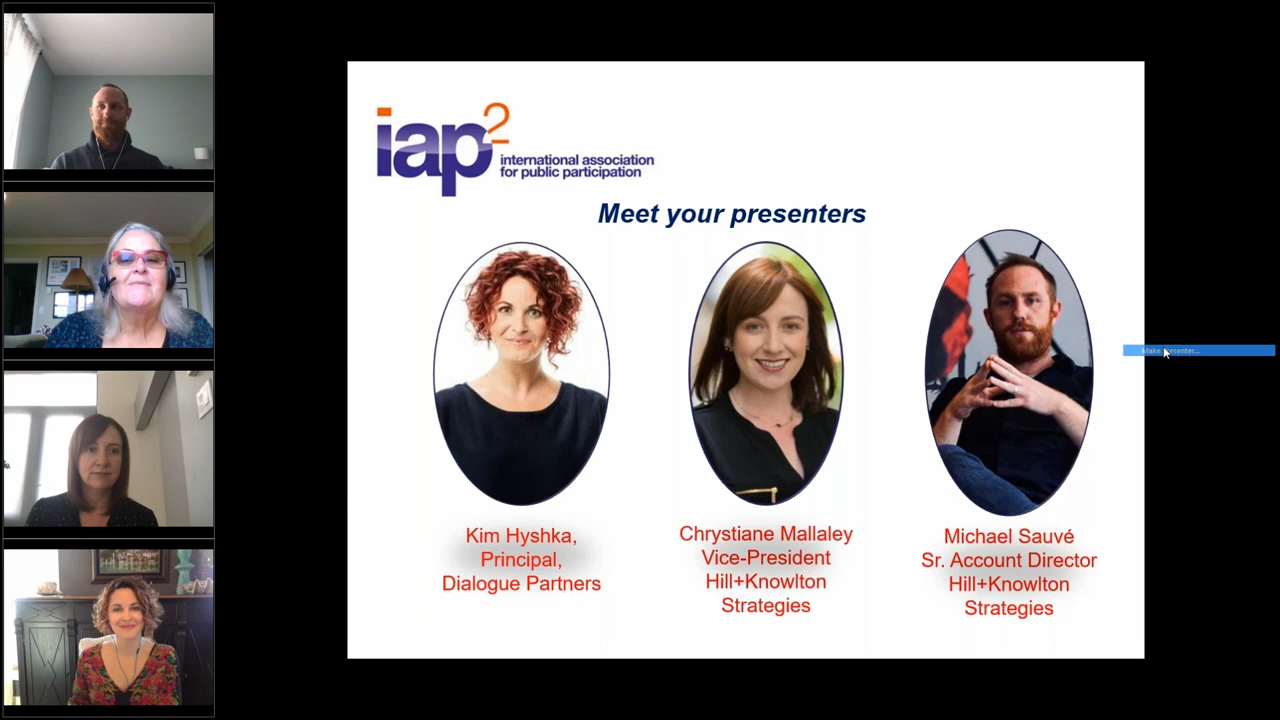 iap2
international association
for public participation
Meet your presenters
Kim Hyshka,
Principal,
Dialogue Partners
Chrystiane Mallaley
Vice-President
Hill+Knowlton
Strategies
Michael Sauvé
Sr. Account Director
Hill+Knowlton
Strategies
Make